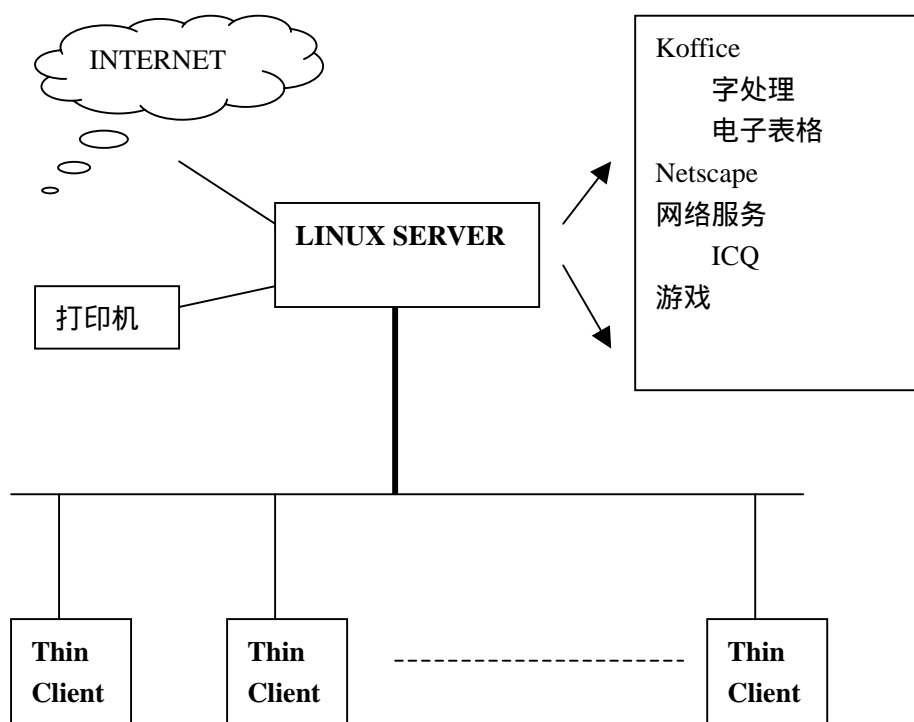 INTERNET
Koffice
字处理
电子表格
Netscape
网络服务
ICQ
游戏
LINUX SERVER
打印机
Thin
Client
Thin
Client
Thin
Client